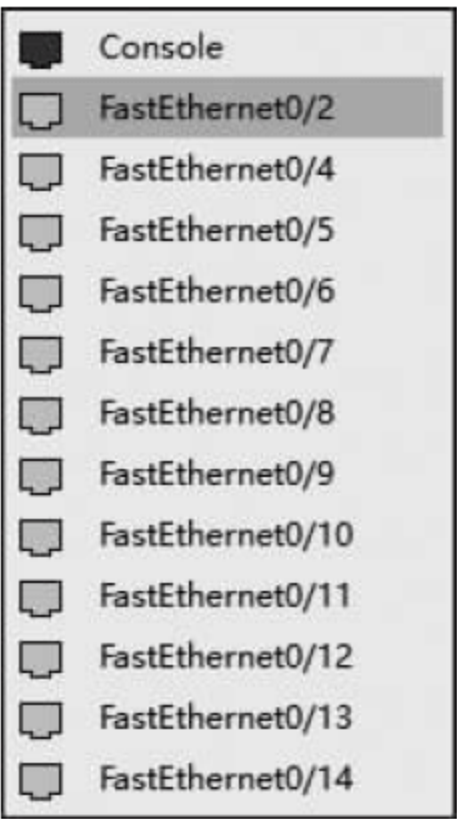 Console
FastEthernet0/2
FastEthernet0/4
FastEthernet0/5
FastEthernet0/6
FastEthernet0/7
FastEthernet0/8
FastEthernet0/9
FastEthernet0/10
FastEthernet0/11
FastEthernet0/12
FastEthernet0/13
FastEthernet0/14